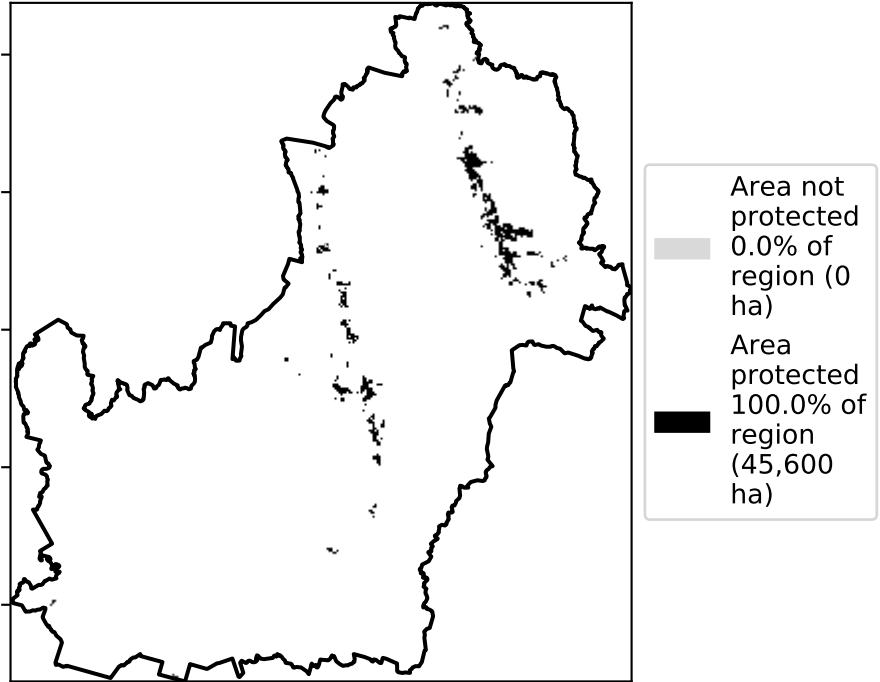 Area not
protected
0.0% of
region (0
ha)
Area
protected
100.0% of
region
(45,600
ha)